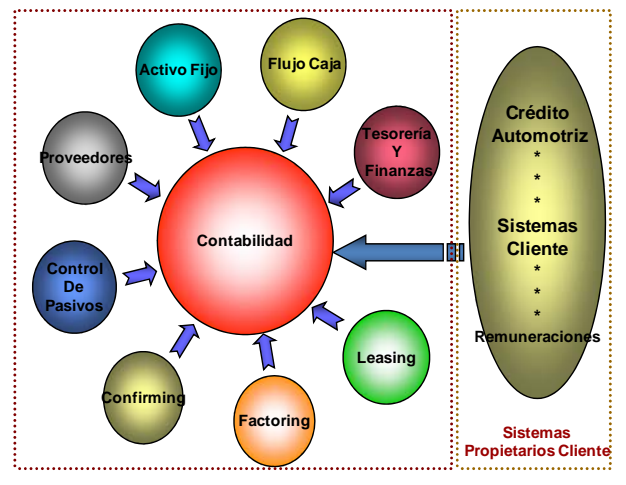 Activo Fijo
Flujo Caja
Tesorería
Y
Finanzas
Proveedores
Contabilidad
Control
De
Pasivos
Leasing
Confirming
Factoring
Crédito
Automotriz
*
*
*
Sistemas
Cliente
*
*
*
Remuneraciones
Sistemas
Propietarios Cliente